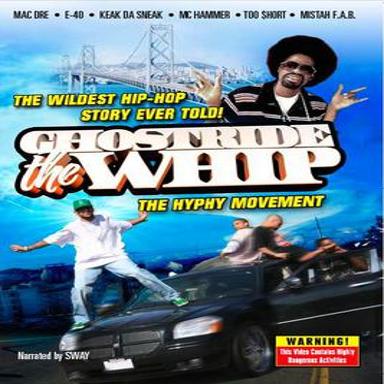 MAC DRE • E-40 • KEAK DA SNEAK • MC HAMMER • TOO $HORT • MISTAH F.A.B.
THE WILDEST HIP-HOP
STORY EVER TOLD!
GHOSTRIDE
the WHIP
THE HYPHY MOVEMENT
Narrated by SWAY
WARNING!
This Video Contains Highly
Dangerous Activities